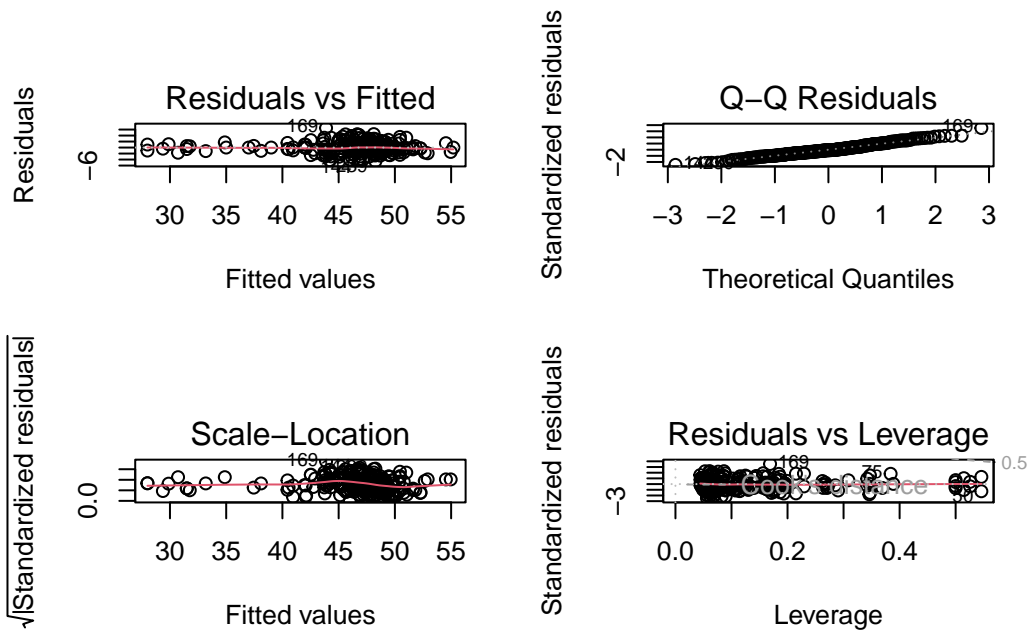 Residuals vs Fitted
Residuals
−6
169
30 35 40 45 50 55
Fitted values
Q−Q Residuals
Standardized residuals
−2
169
−3 −2 −1 0 1 2 3
Theoretical Quantiles
Scale−Location
√|Standardized residuals|
0.0
169
30 35 40 45 50 55
Fitted values
Residuals vs Leverage
Standardized residuals
−3
169
75
0.5
Cook's distance
0.0 0.2 0.4
Leverage